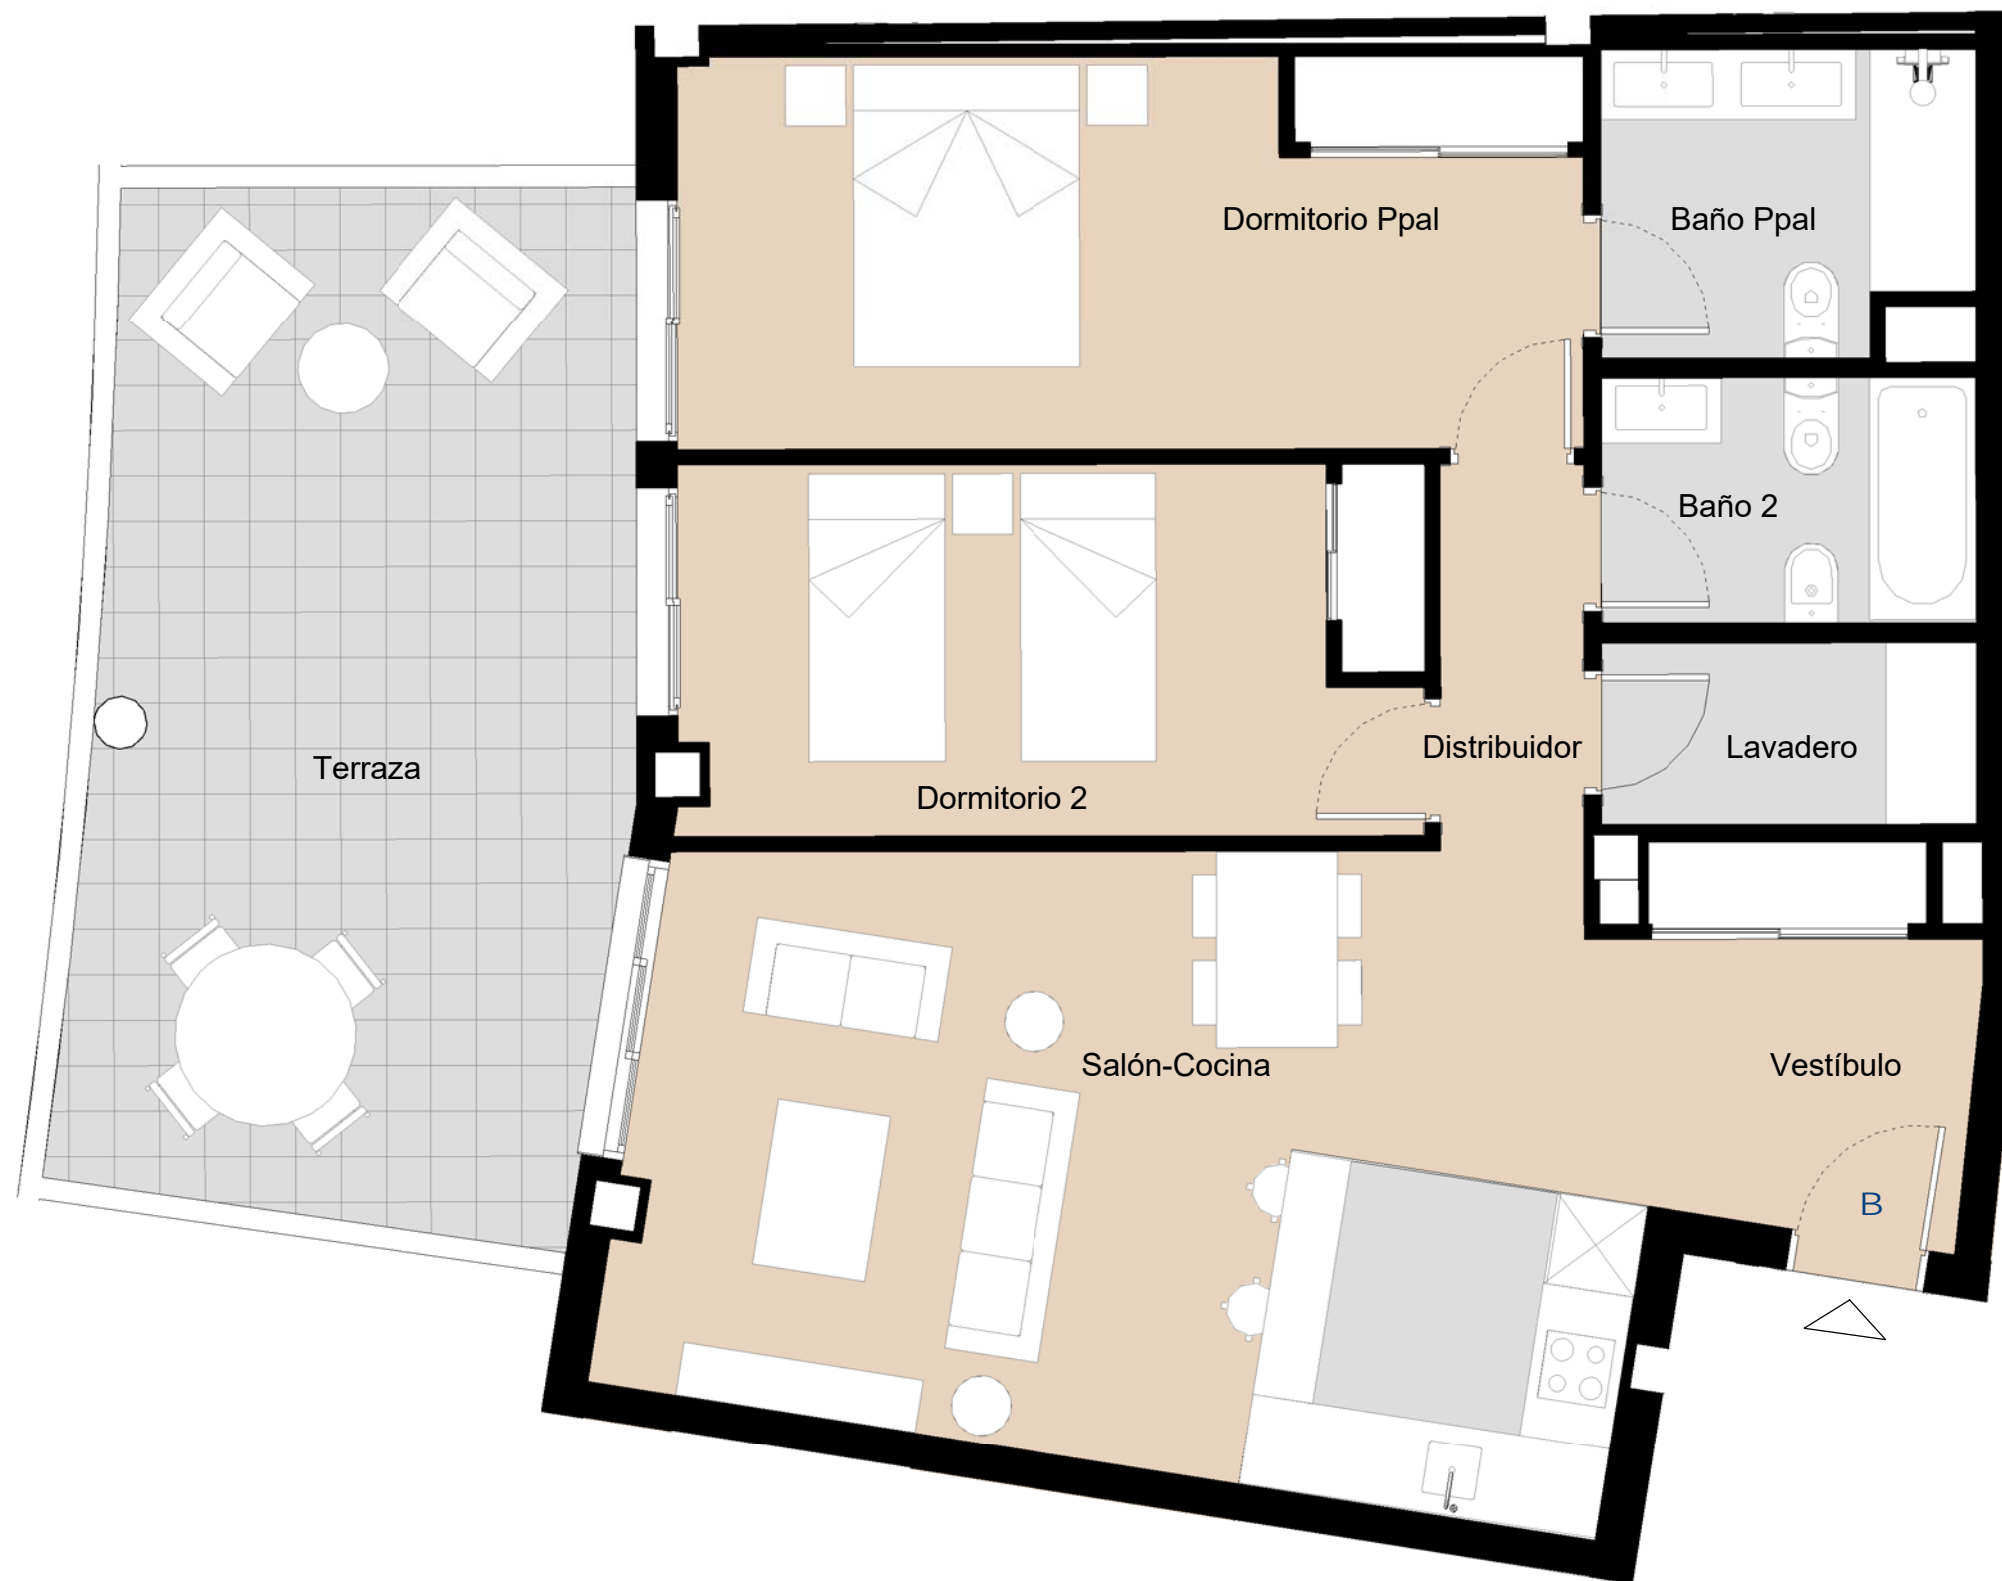 Dormitorio Ppal
Baño Ppal
Baño 2
Terraza
Dormitorio 2
Distribuidor
Lavadero
Salón-Cocina
Vestíbulo
B